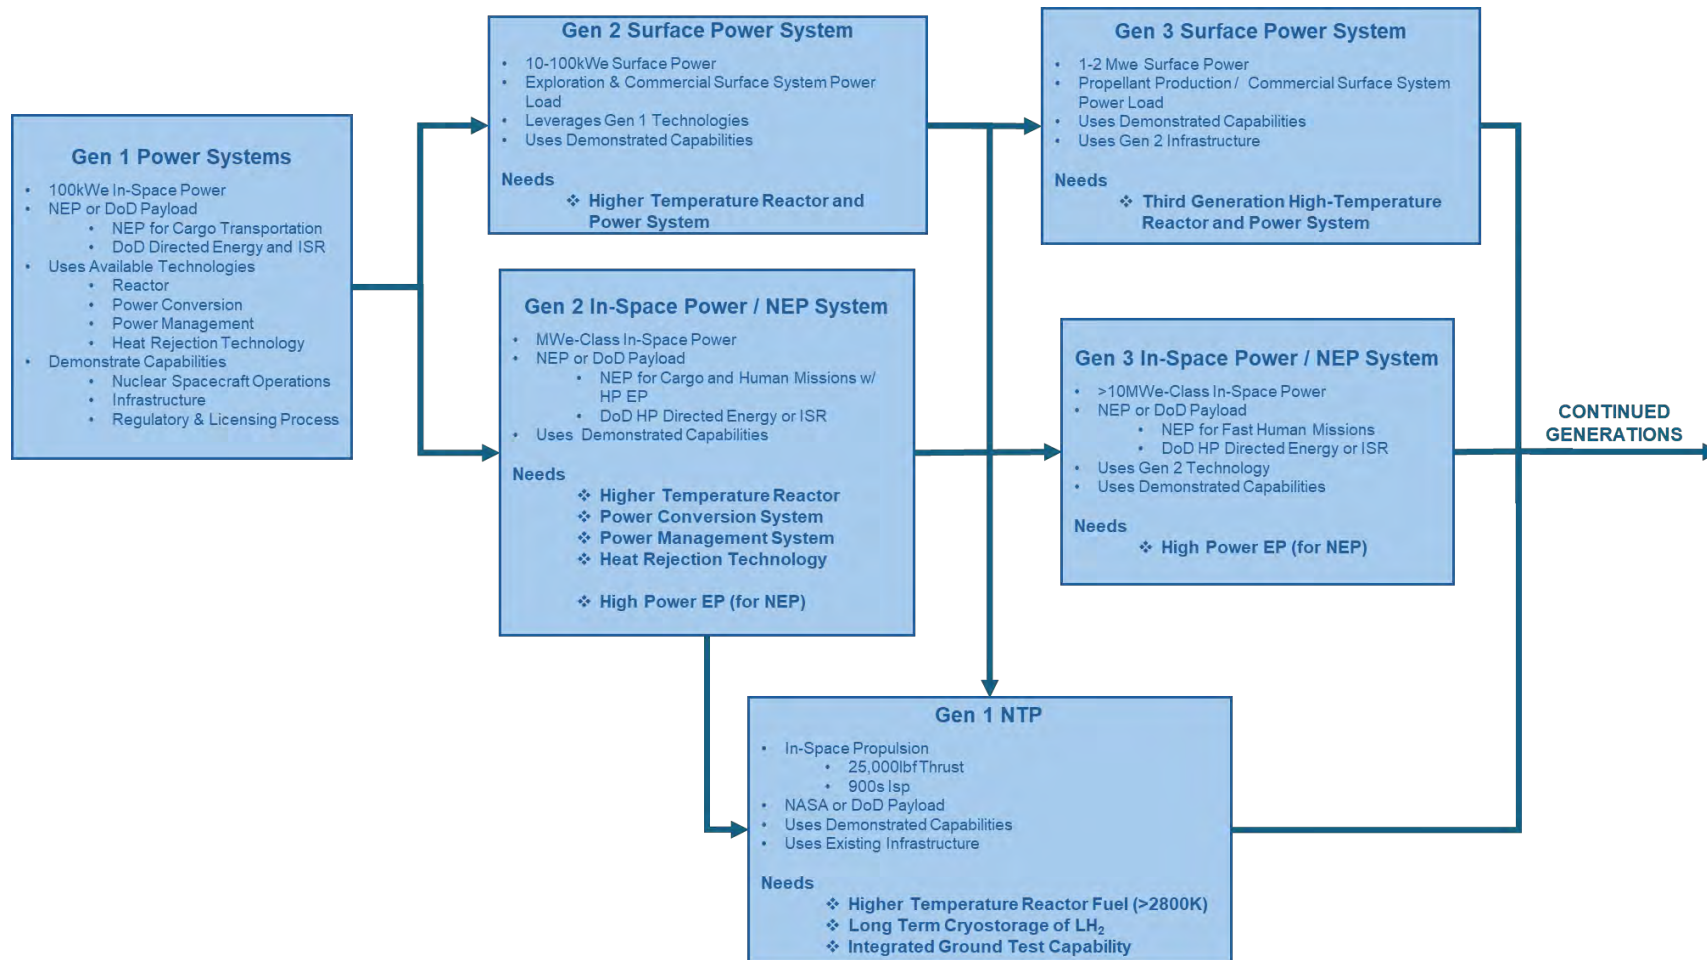 Gen 1 Power Systems
• 100kWe In-Space Power
• NEP or DoD Payload
• NEP for Cargo Transportation
• DoD Directed Energy and ISR
• Uses Available Technologies
• Reactor
• Power Conversion
• Power Management
• Heat Rejection Technology
• Demonstrate Capabilities
• Nuclear Spacecraft Operations
• Infrastructure
• Regulatory & Licensing Process
Gen 2 Surface Power System
• 10-100kWe Surface Power
• Exploration & Commercial Surface System Power
Load
• Leverages Gen 1 Technologies
• Uses Demonstrated Capabilities
Needs
❖ Higher Temperature Reactor and
Power System
Gen 3 Surface Power System
• 1-2 Mwe Surface Power
• Propellant Production / Commercial Surface System
Power Load
• Uses Demonstrated Capabilities
• Uses Gen 2 Infrastructure
Needs
❖ Third Generation High-Temperature
Reactor and Power System
Gen 2 In-Space Power / NEP System
• MWe-Class In-Space Power
• NEP or DoD Payload
• NEP for Cargo and Human Missions w/
HP EP
• DoD HP Directed Energy or ISR
• Uses Demonstrated Capabilities
Needs
❖ Higher Temperature Reactor
❖ Power Conversion System
❖ Power Management System
❖ Heat Rejection Technology
❖ High Power EP (for NEP)
Gen 3 In-Space Power / NEP System
• >10MWe-Class In-Space Power
• NEP or DoD Payload
• NEP for Fast Human Missions
• DoD HP Directed Energy or ISR
• Uses Gen 2 Technology
• Uses Demonstrated Capabilities
Needs
❖ High Power EP (for NEP)
CONTINUED
GENERATIONS
Gen 1 NTP
• In-Space Propulsion
• 25,000lbf Thrust
• 900s Isp
• NASA or DoD Payload
• Uses Demonstrated Capabilities
• Uses Existing Infrastructure
Needs
❖ Higher Temperature Reactor Fuel (>2800K)
❖ Long Term Cryostorage of LH₂
❖ Integrated Ground Test Capability